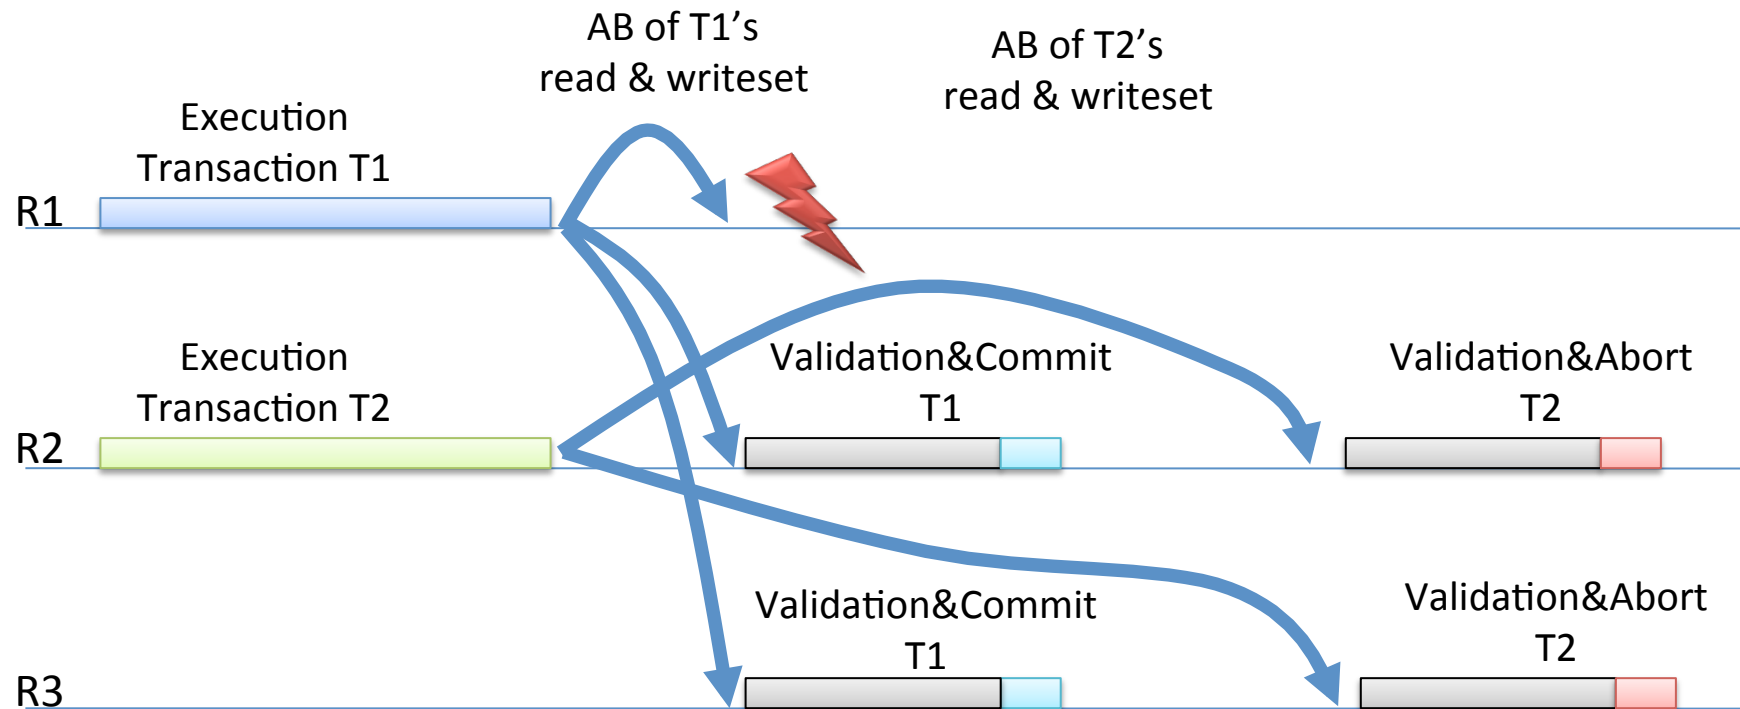 AB of T1's
read & writeset
AB of T2's
read & writeset
Execution
Transaction T1
R1
Execution
Transaction T2
Validation&Commit
T1
Validation&Abort
T2
R2
Validation&Commit
T1
Validation&Abort
T2
R3